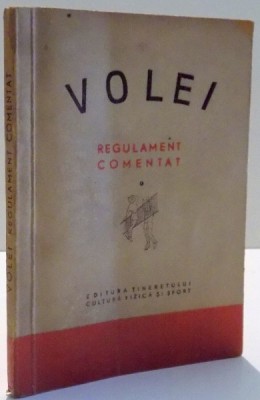 VOLEI REGULAMENT COMENTAT
VOLEI
REGULAMENT
COMENTAT
EDITURA TINERETULUI
CULTURĂ FIZICĂ ȘI SPORT